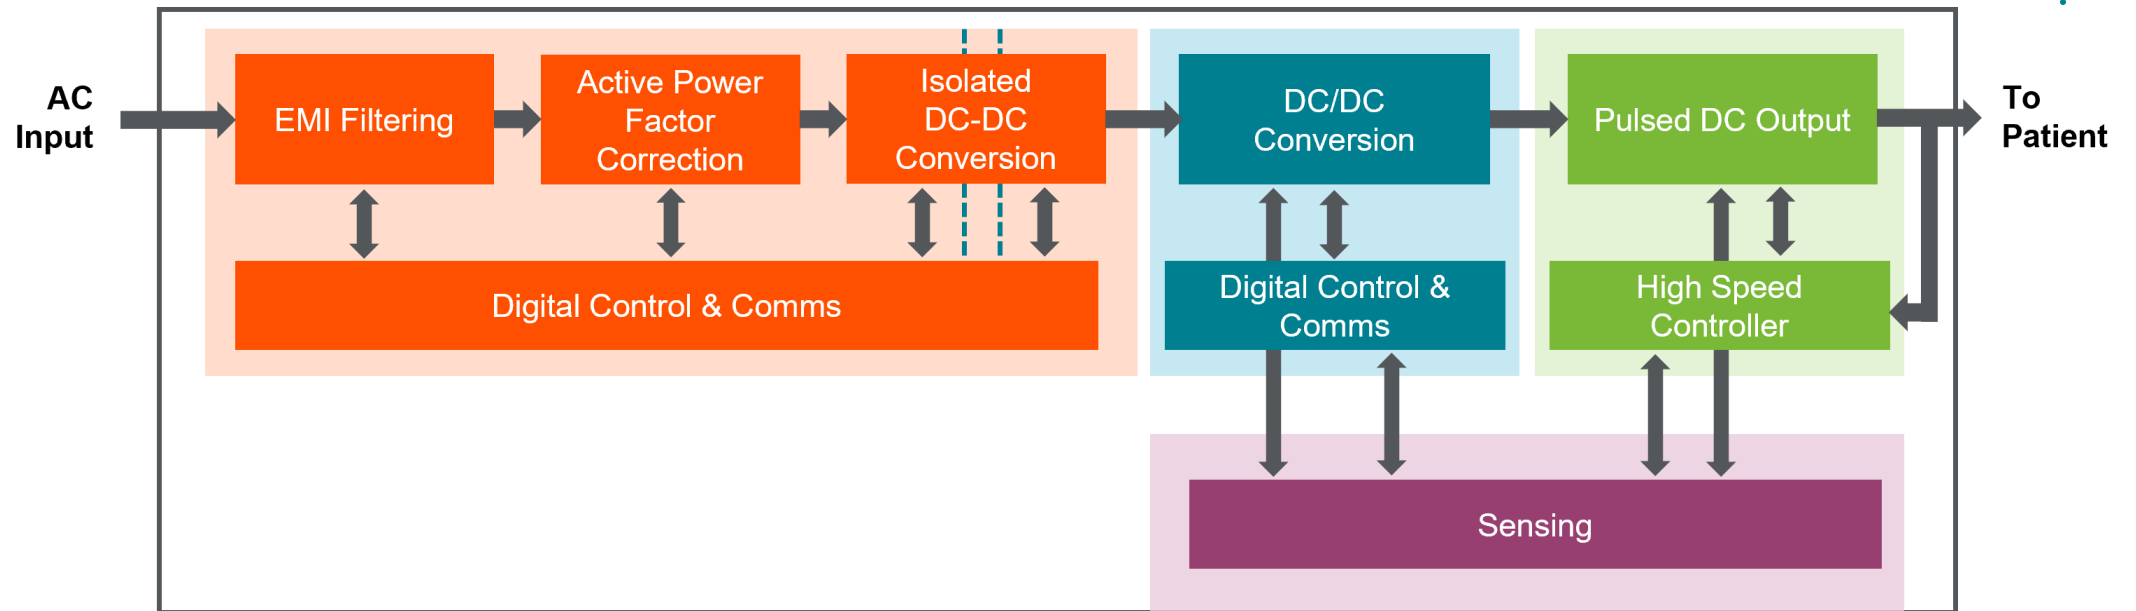 AC
Input
EMI Filtering
Active Power
Factor
Correction
Isolated
DC-DC
Conversion
DC/DC
Conversion
Pulsed DC Output
To
Patient
Digital Control & Comms
Digital Control &
Comms
High Speed
Controller
Sensing